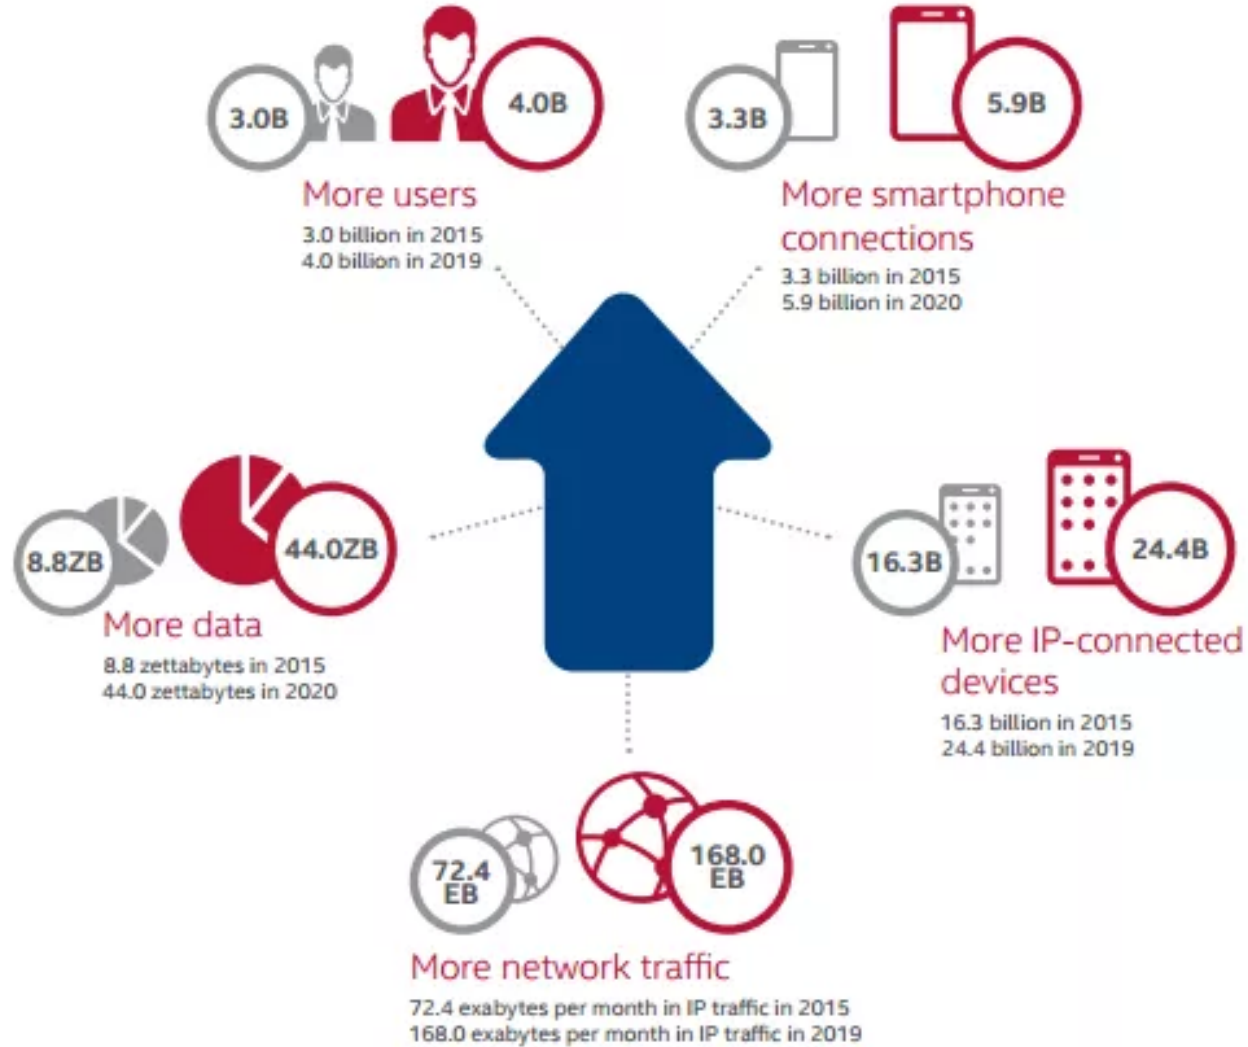 3.0B
4.0B
More users
3.0 billion in 2015
4.0 billion in 2019
3.3B
5.9B
More smartphone
connections
3.3 billion in 2015
5.9 billion in 2020
8.8ZB
44.0ZB
More data
8.8 zettabytes in 2015
44.0 zettabytes in 2020
16.3B
24.4B
More IP-connected
devices
16.3 billion in 2015
24.4 billion in 2019
72.4
EB
168.0
EB
More network traffic
72.4 exabytes per month in IP traffic in 2015
168.0 exabytes per month in IP traffic in 2019